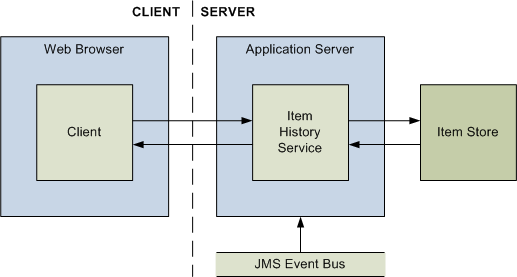 CLIENT
SERVER
Web Browser
Application Server
Client
Item
History
Service
Item Store
JMS Event Bus